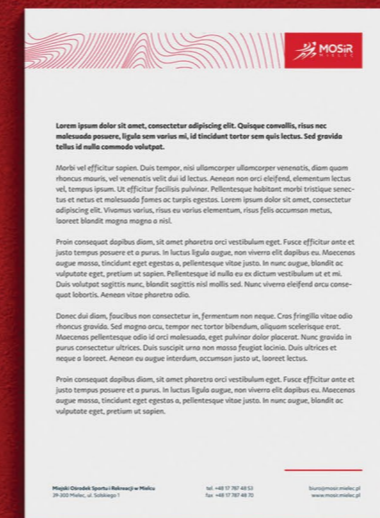 MOSiR
MIELEC
Lorem ipsum dolor sit amet, consectetur adipiscing elit. Quisque convallis, risus nec
malesuada posuere, ligula sem varius mi, id tincidunt tortor sem quis lectus. Sed gravida
tellus id nulla commodo volutpat.
Morbi vel efficitur sapien. Duis tempor, nisi ullamcorper ullamcorper venenatis, diam quam
rhoncus mauris, vel venenatis velit dui id lectus. Aenean non orci eleifend, elementum lectus
vel, tempus ipsum. Ut efficitur facilisis pulvinar. Pellentesque habitant morbi tristique senec-
tus et netus et malesuada fames ac turpis egestas. Lorem ipsum dolor sit amet, consectetur
adipiscing elit. Vivamus varius, risus eu varius elementum, risus felis accumsan metus,
laoreet blandit magna magna a nisl.
Proin consequat dapibus diam, sit amet pharetra orci vestibulum eget. Fusce efficitur ante et
justo tempus posuere et a purus. In luctus ligula augue, non viverra elit dapibus eu. Maecenas
augue massa, tincidunt eget egestas a, pellentesque vitae justo. In nunc augue, blandit ac
vulputate eget, pretium ut sapien. Pellentesque id nulla eu ex dictum vestibulum ut et mi.
Duis volutpat sagittis nunc, blandit sagittis nisl mollis sed. Nunc viverra eleifend arcu conse-
quat lobortis. Aenean vitae pharetra odio.
Donec dui diam, faucibus non consectetur in, fermentum non neque. Cras fringilla vitae odio
rhoncus gravida. Sed magna arcu, tempor nec tortor bibendum, aliquam scelerisque erat.
Maecenas pellentesque odio id orci malesuada, eget pulvinar dolor placerat. Nunc gravida in
purus consectetur ultrices. Duis suscipit urna non massa feugiat lacinia. Duis ultrices et
neque a laoreet. Aenean eu augue interdum, accumsan justo ut, laoreet lectus.
Proin consequat dapibus diam, sit amet pharetra orci vestibulum eget. Fusce efficitur ante et
justo tempus posuere et a purus. In luctus ligula augue, non viverra elit dapibus eu. Maecenas
augue massa, tincidunt eget egestas a, pellentesque vitae justo. In nunc augue, blandit ac
vulputate eget, pretium ut sapien.
Miejski Ośrodek Sportu i Rekreacji w Mielcu
39-300 Mielec, ul. Solskiego 1
tel. +48 17 787 48 53
fax +48 17 787 48 70
biuro@mosir.mielec.pl
www.mosir.mielec.pl